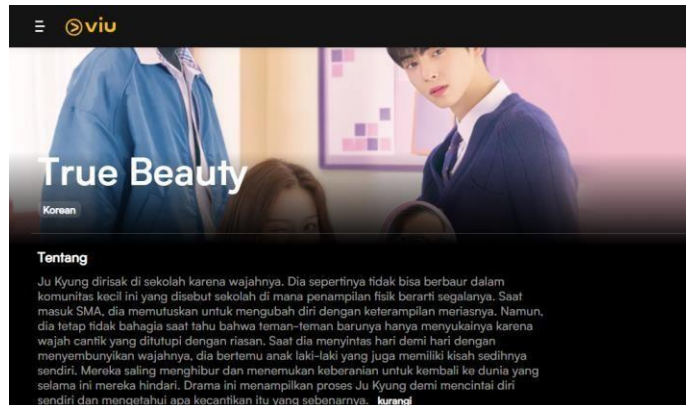 viu
True Beauty
Korean
Tentang
Ju Kyung dirisak di sekolah karena wajahnya. Dia sepertinya tidak bisa berbaur dalam
komunitas kecil ini yang disebut sekolah di mana penampilan fisik berarti segalanya. Saat
masuk SMA, dia memutuskan untuk mengubah diri dengan keterampilan meriasnya. Namun,
dia tetap tidak bahagia saat tahu bahwa teman-teman barunya hanya menyukainya karena
wajah cantik yang ditutupi dengan riasan. Saat dia menyintas hari demi hari dengan
menyembunyikan wajahnya, dia bertemu anak laki-laki yang juga memiliki kisah sedihnya
sendiri. Mereka saling menghibur dan menemukan keberanian untuk kembali ke dunia yang
selama ini mereka hindari. Drama ini menampilkan proses Ju Kyung demi mencintai diri
sendiri dan mengetahui apa kecantikan itu yang sebenarnya. kurangi